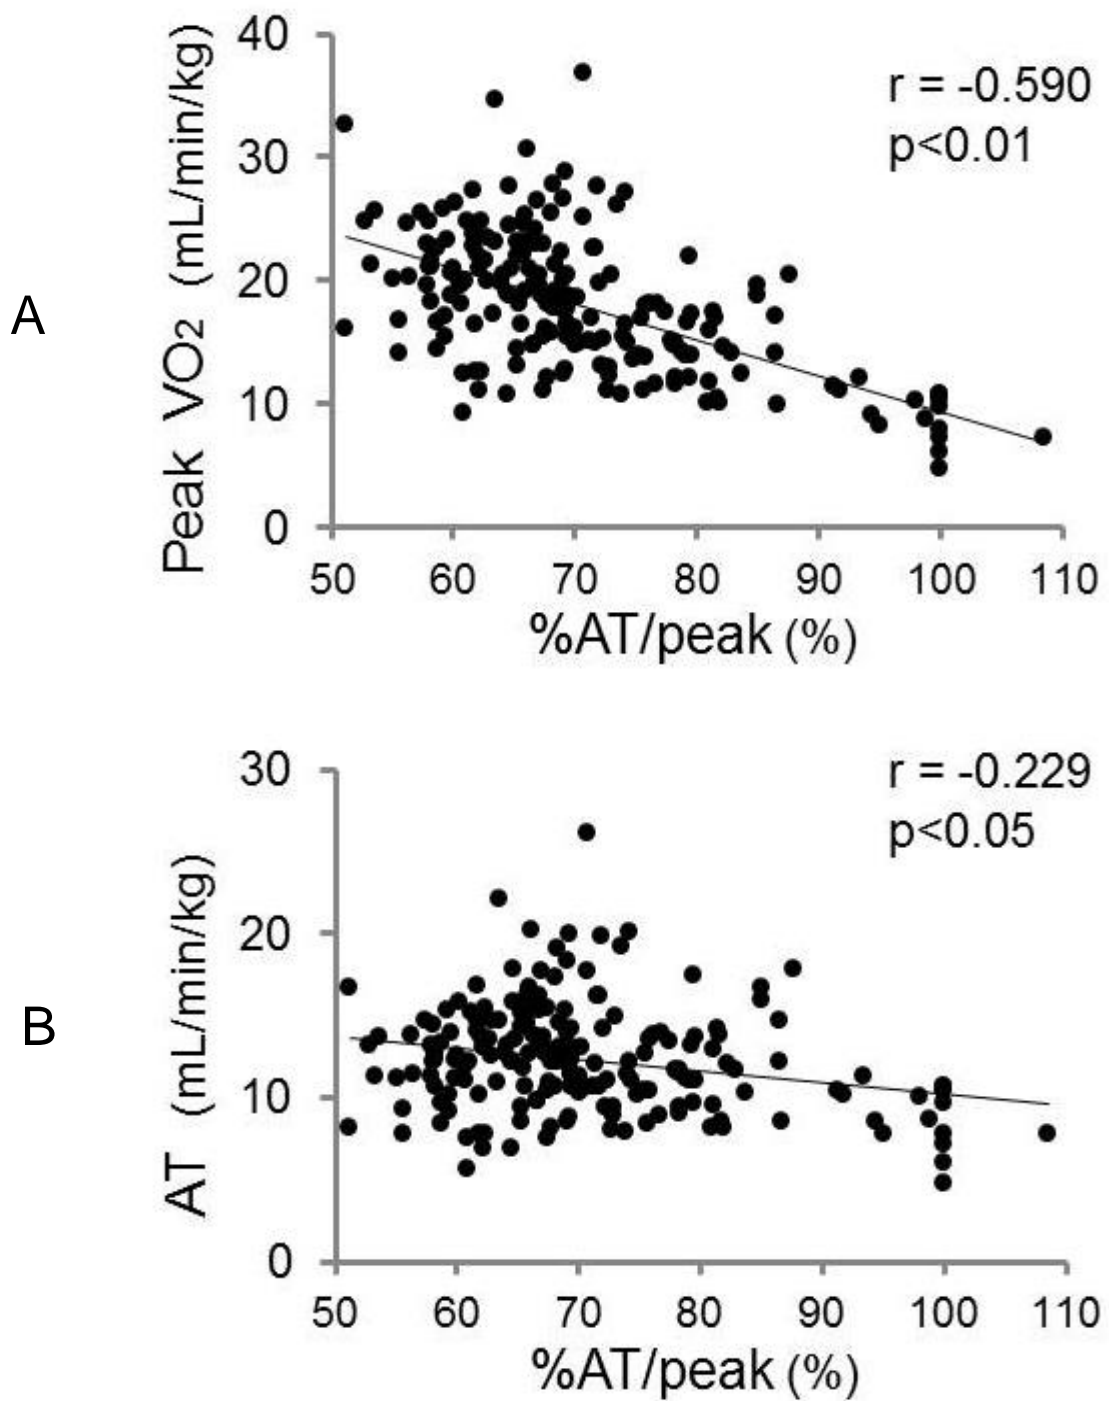 A
Peak VO2 (mL/min/kg)
40
30
20
10
0
r = -0.590
p<0.01
50 60 70 80 90 100 110
%AT/peak (%)
B
AT (mL/min/kg)
30
20
10
0
r = -0.229
p<0.05
50 60 70 80 90 100 110
%AT/peak (%)